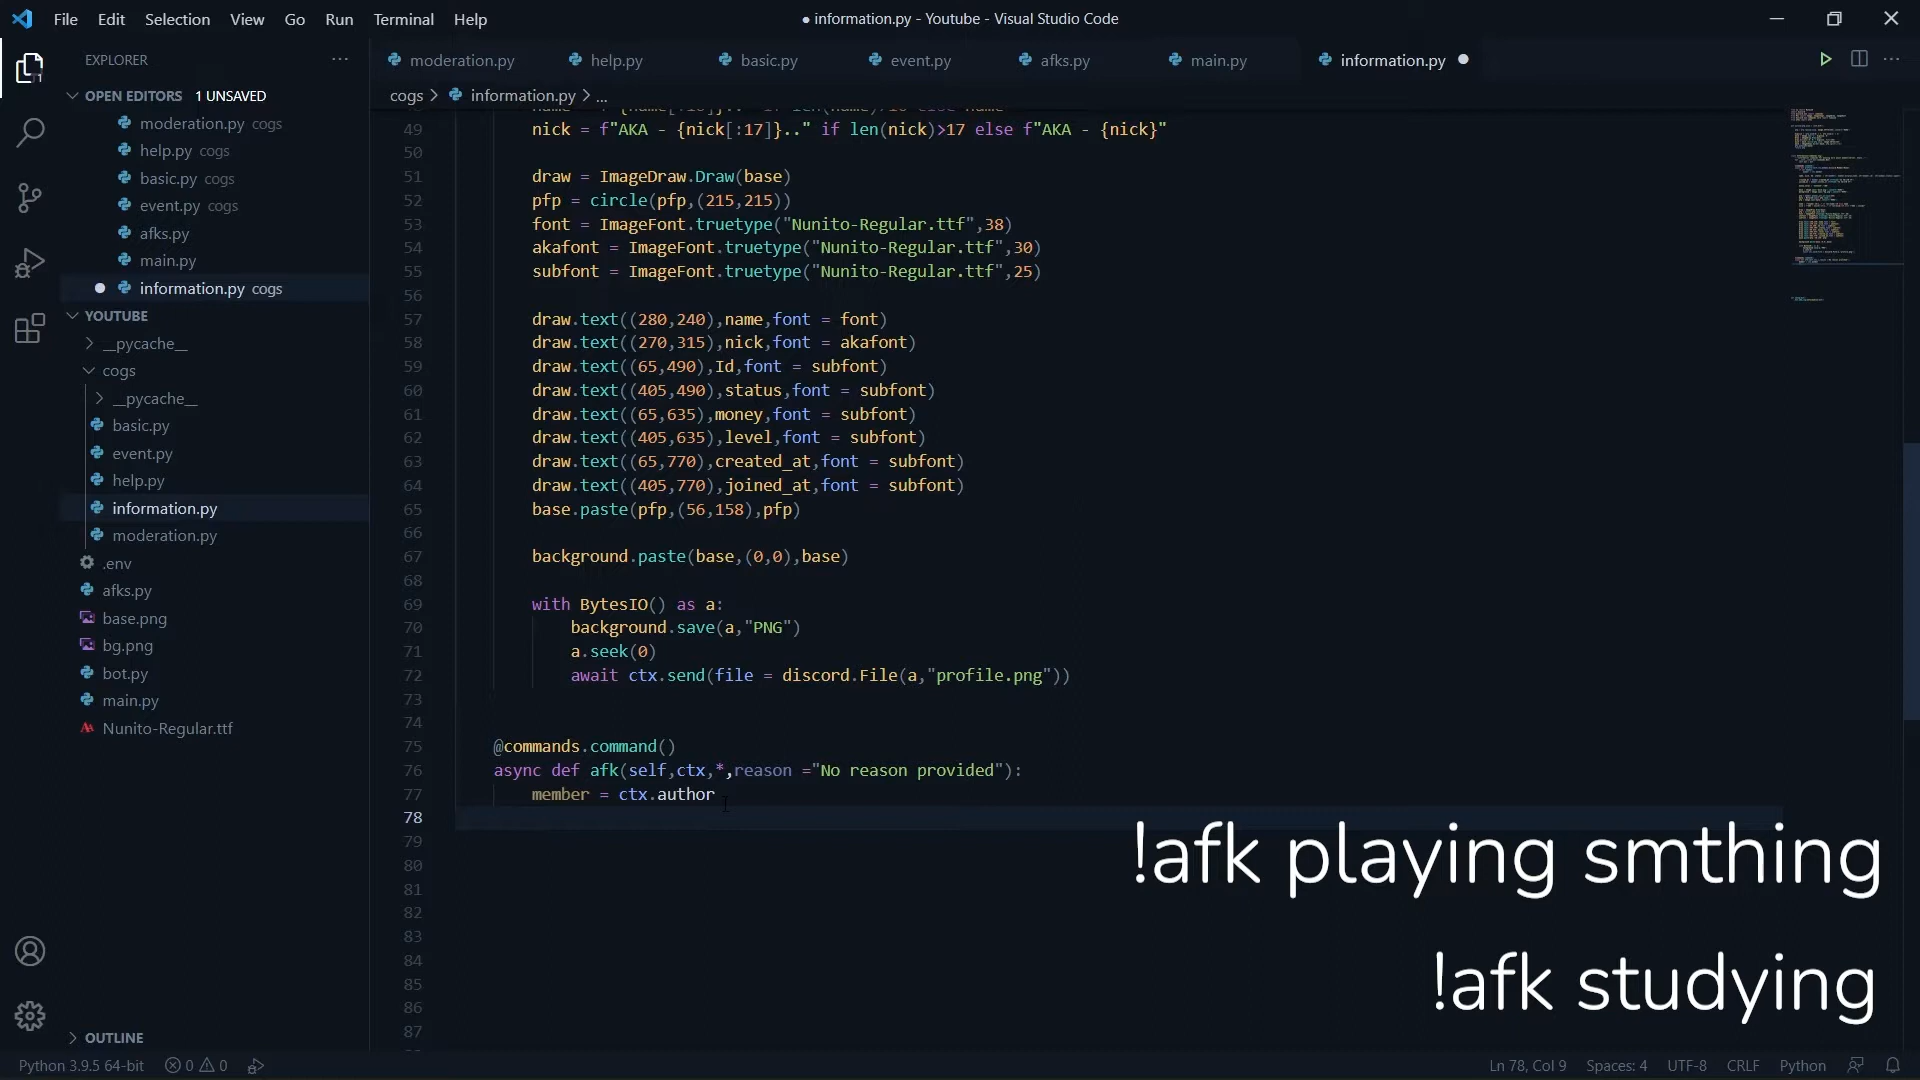 File Edit Selection View Go Run Terminal Help
● information.py - Youtube - Visual Studio Code
EXPLORER
moderation.py help.py basic.py event.py afks.py main.py information.py
OPEN EDITORS 1 UNSAVED
cogs > information.py > ...
moderation.py cogs
help.py cogs
basic.py cogs
event.py cogs
afks.py
main.py
information.py cogs
YOUTUBE
__pycache__
cogs
__pycache__
basic.py
event.py
help.py
information.py
moderation.py
.env
afks.py
base.png
bg.png
bot.py
main.py
Nunito-Regular.ttf
OUTLINE
49 nick = f"AKA - {nick[:17]}.." if len(nick)>17 else f"AKA - {nick}"
50
51 draw = ImageDraw.Draw(base)
52 pfp = circle(pfp,(215,215))
53 font = ImageFont.truetype("Nunito-Regular.ttf",38)
54 akafont = ImageFont.truetype("Nunito-Regular.ttf",30)
55 subfont = ImageFont.truetype("Nunito-Regular.ttf",25)
56
57 draw.text((280,240),name,font = font)
58 draw.text((270,315),nick,font = akafont)
59 draw.text((65,490),Id,font = subfont)
60 draw.text((405,490),status,font = subfont)
61 draw.text((65,635),money,font = subfont)
62 draw.text((405,635),level,font = subfont)
63 draw.text((65,770),created_at,font = subfont)
64 draw.text((405,770),joined_at,font = subfont)
65 base.paste(pfp,(56,158),pfp)
66
67 background.paste(base,(0,0),base)
68
69 with BytesIO() as a:
70 background.save(a,"PNG")
71 a.seek(0)
72 await ctx.send(file = discord.File(a,"profile.png"))
73
74
75 @commands.command()
76 async def afk(self,ctx,*,reason ="No reason provided"):
77 member = ctx.author
78
79
80
81
82
83
84
85
86
87
!afk playing smthing
!afk studying
Python 3.9.5 64-bit 0 0
Ln 78, Col 9 Spaces: 4 UTF-8 CRLF Python